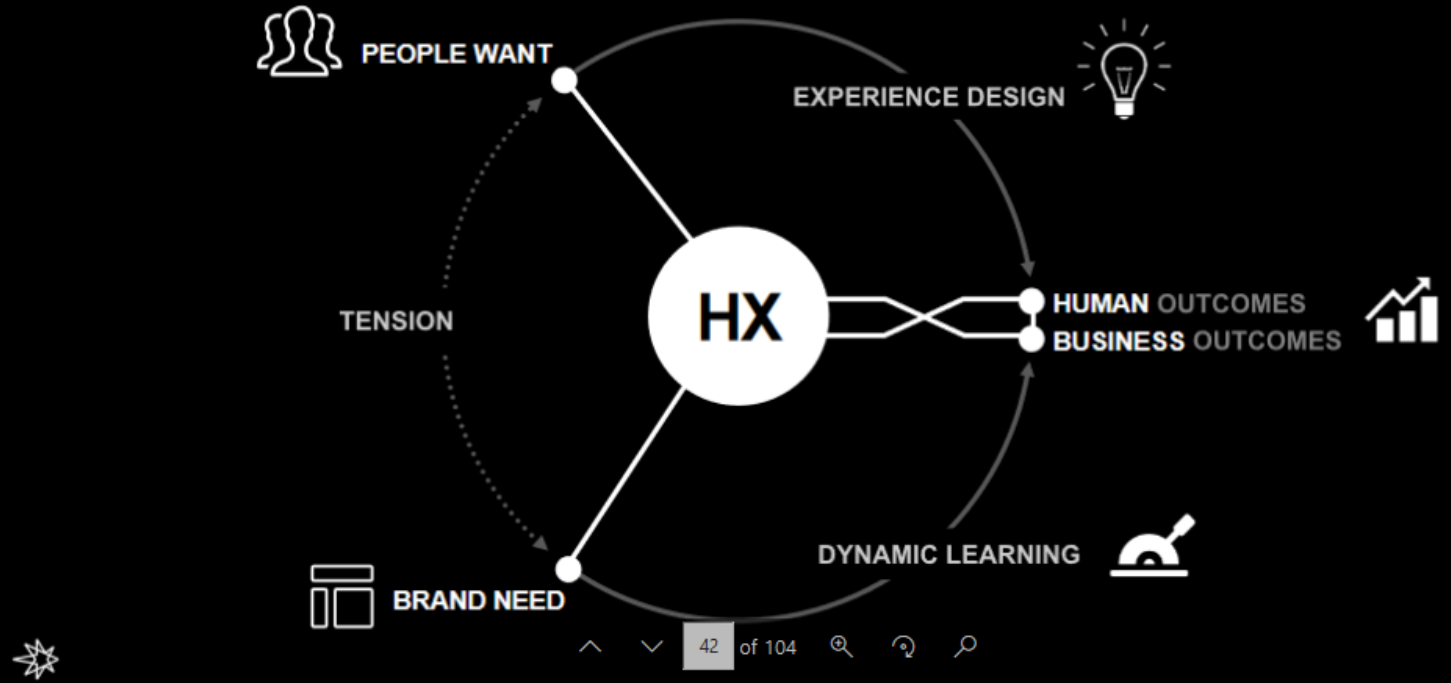 PEOPLE WANT
EXPERIENCE DESIGN
TENSION
HX
HUMAN OUTCOMES
BUSINESS OUTCOMES
DYNAMIC LEARNING
BRAND NEED
42 of 104